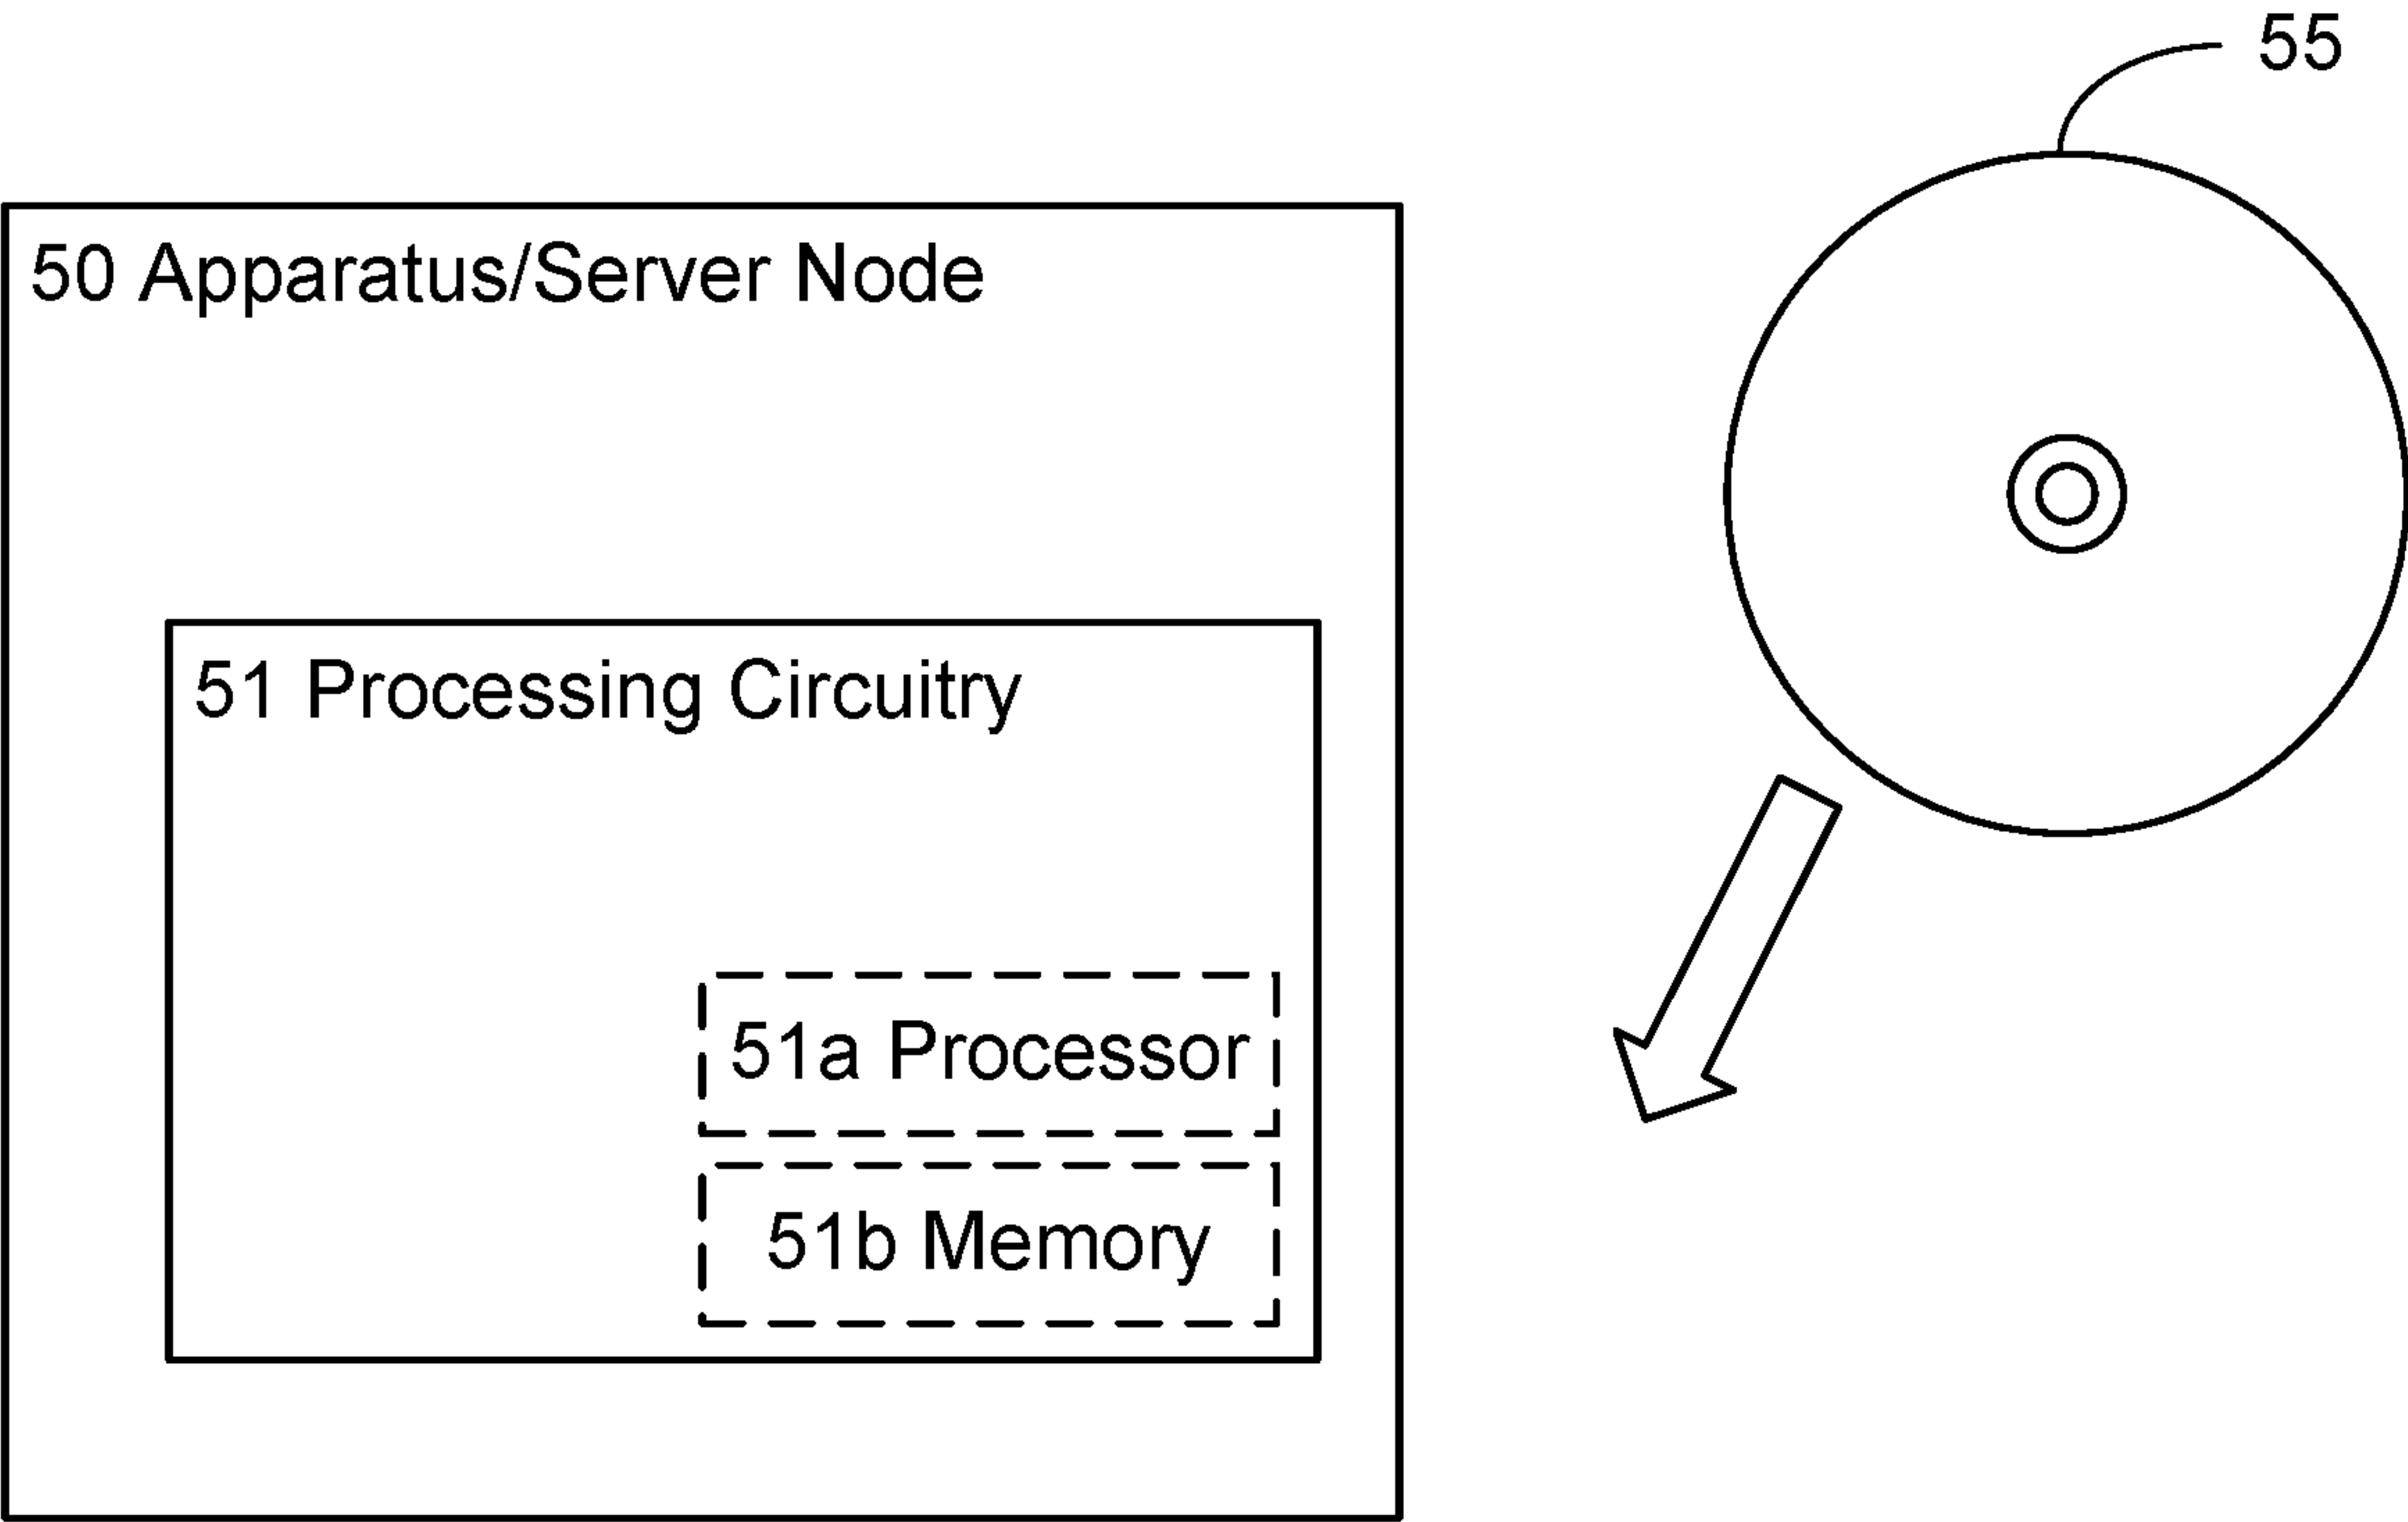 55
50 Apparatus/Server Node
51 Processing Circuitry
51a Processor
51b Memory